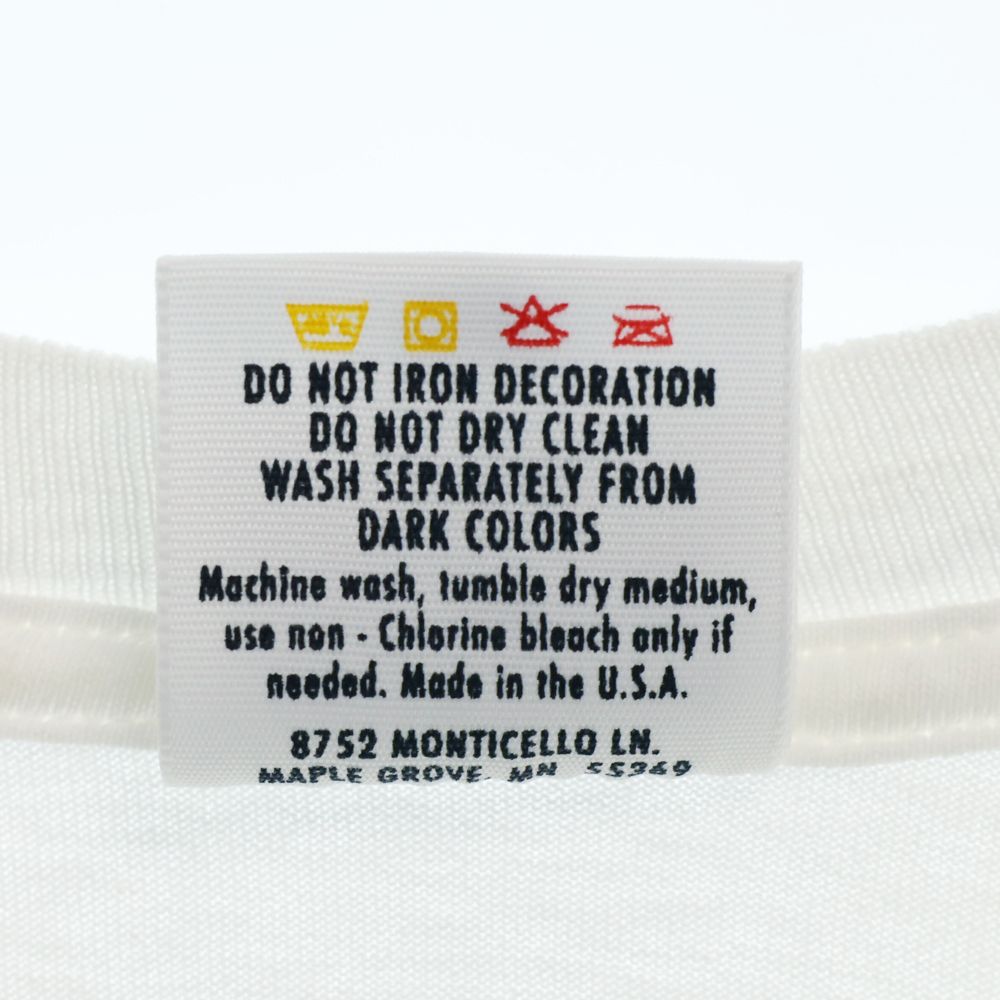 DO NOT IRON DECORATION
DO NOT DRY CLEAN
WASH SEPARATELY FROM
DARK COLORS
Machine wash, tumble dry medium,
use non - Chlorine bleach only if
needed. Made in the U.S.A.
8752 MONTICELLO LN.
MAPLE GROVE, MN 55369